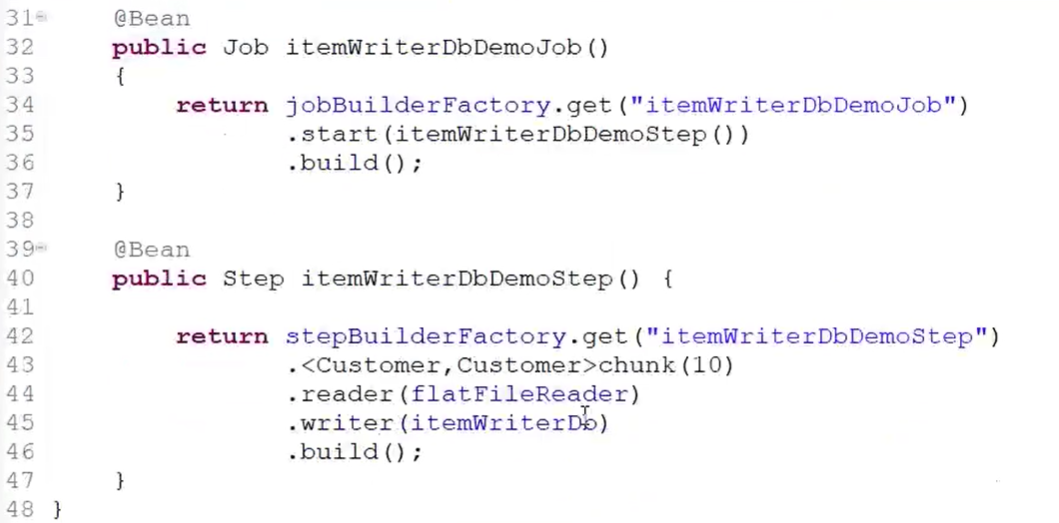 31 @Bean
32 public Job itemWriterDbDemoJob()
33 {
34 return jobBuilderFactory.get("itemWriterDbDemoJob")
35 .start(itemWriterDbDemoStep())
36 .build();
37 }
38
39 @Bean
40 public Step itemWriterDbDemoStep() {
41
42 return stepBuilderFactory.get("itemWriterDbDemoStep")
43 .<Customer,Customer>chunk(10)
44 .reader(flatFileReader)
45 .writer(itemWriterDb)
46 .build();
47 }
48 }